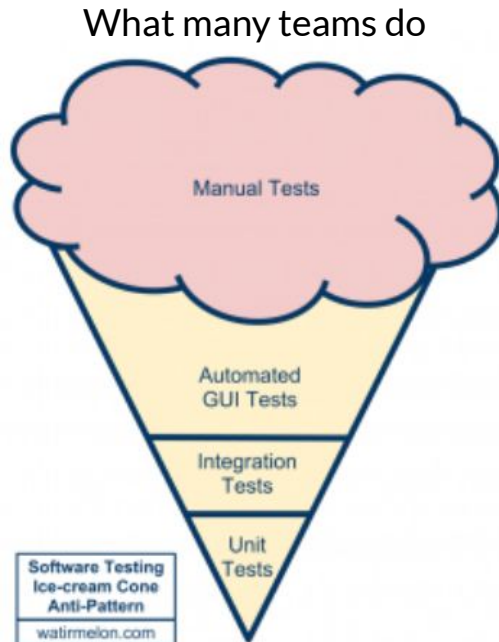 What many teams do
Manual Tests
Automated
GUI Tests
Integration
Tests
Unit
Tests
Software Testing
Ice-cream Cone
Anti-Pattern
watirmelon.com